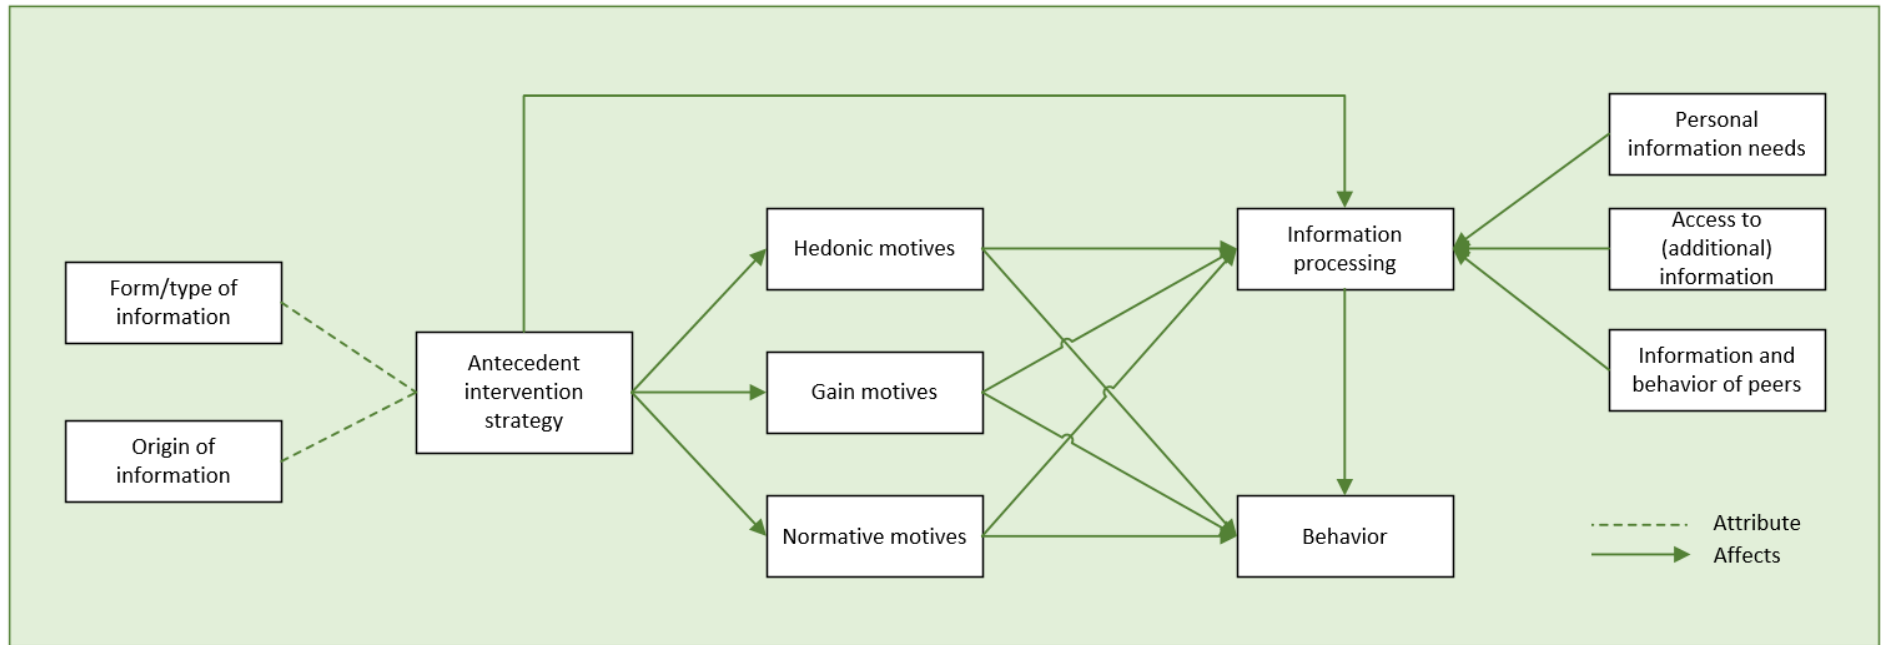 Form/type of
information
Origin of
information
Antecedent
intervention
strategy
Hedonic motives
Gain motives
Normative motives
Information
processing
Behavior
Personal
information needs
Access to
(additional)
information
Information and
behavior of peers
Attribute
Affects